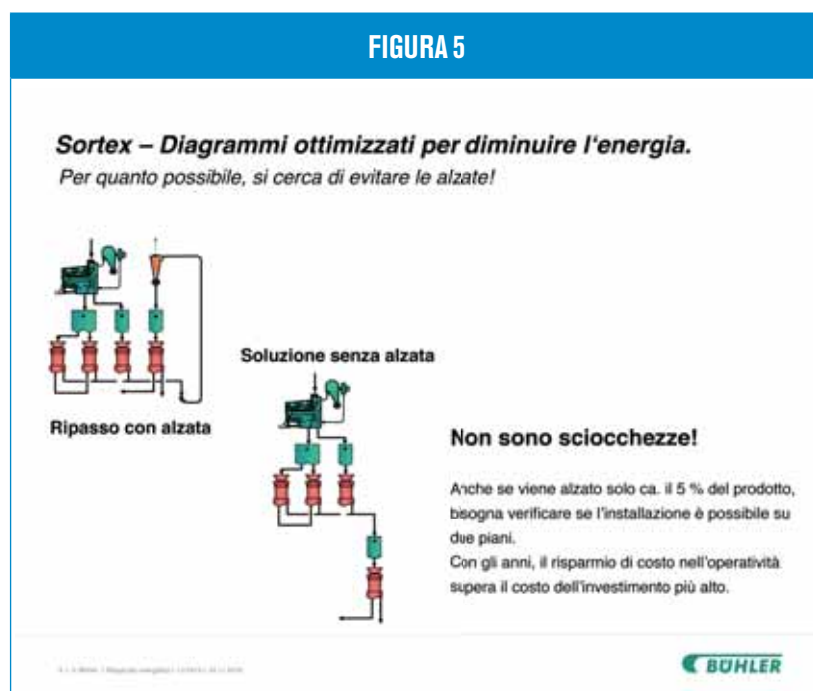 FIGURA 5
Sortex – Diagrammi ottimizzati per diminuire l'energia.
Per quanto possibile, si cerca di evitare le alzate!
Soluzione senza alzata
Ripasso con alzata
Non sono sciocchezze!
Anche se viene alzato solo ca. il 5 % del prodotto,
bisogna verificare se l'installazione è possibile su
due piani.
Con gli anni, il risparmio di costo nell'operatività
supera il costo dell'investimento più alto.
BÜHLER